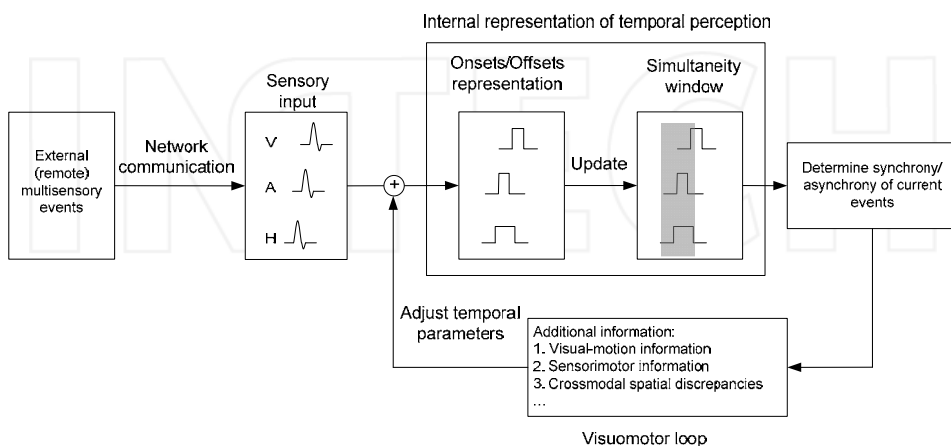 Internal representation of temporal perception
Onsets/Offsets
representation
Simultaneity
window
Sensory
input
External
(remote)
multisensory
events
Network
communication
V
A
H
+
Update
Determine synchrony/
asynchrony of current
events
Adjust temporal
parameters
Additional information:
1. Visual-motion information
2. Sensorimotor information
3. Crossmodal spatial discrepancies
...
Visuomotor loop
INTECH